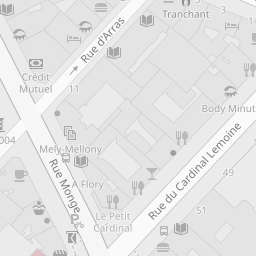 Tranchant
Rue d'Arras
Crédit
Mutuel
11
Body Minut
004
Mely-Mellony
Rue du Cardinal Lemoine
Rue Monge
49
A Flory
51
Le Petit
Cardinal